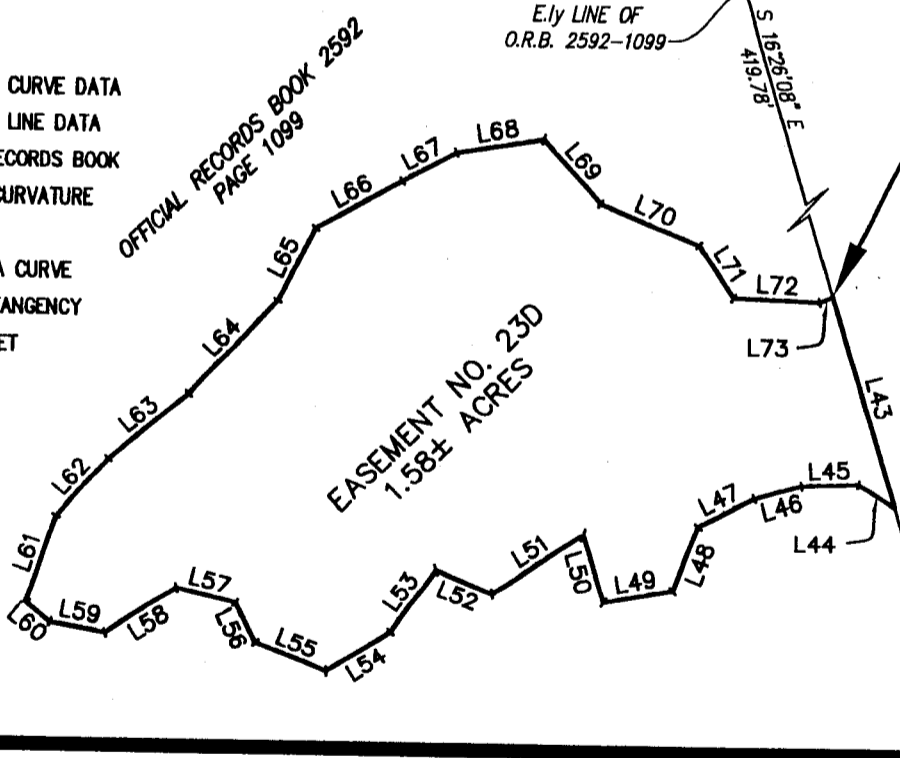 CURVE DATA
LINE DATA
ECORDS BOOK
CURVATURE
A CURVE
TANGENCY
ET
OFFICIAL RECORDS BOOK 2592
PAGE 1099
E.ly LINE OF
O.R.B. 2592-1099
S 16°26'08" E
419.78'
L68
L67
L66
L69
L65
L70
L71
L72
L73
L64
L63
L62
L61
EASEMENT NO. 23D
1.58± ACRES
L43
L45
L47
L46
L44
L51
L50
L49
L48
L53
L52
L57
L56
L55
L54
L60
L59
L58